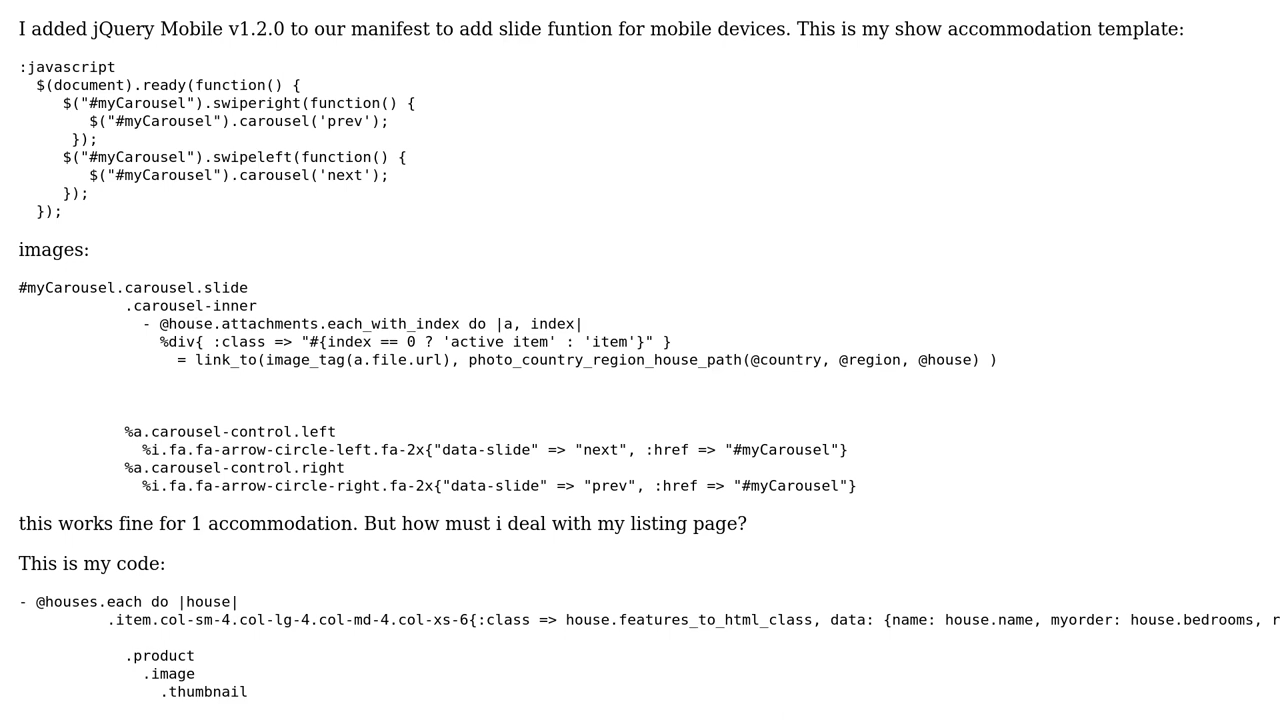 I added jQuery Mobile v1.2.0 to our manifest to add slide funtion for mobile devices. This is my show accommodation template:
:javascript
  $(document).ready(function() {
     $("#myCarousel").swiperight(function() {
        $("#myCarousel").carousel('prev');
      });
     $("#myCarousel").swipeleft(function() {
        $("#myCarousel").carousel('next');
     });
  });
images:
#myCarousel.carousel.slide
            .carousel-inner
              - @house.attachments.each_with_index do |a, index|
                %div{ :class => "#{index == 0 ? 'active item' : 'item'}" }
                  = link_to(image_tag(a.file.url), photo_country_region_house_path(@country, @region, @house) )
            %a.carousel-control.left
              %i.fa.fa-arrow-circle-left.fa-2x{"data-slide" => "next", :href => "#myCarousel"}
            %a.carousel-control.right
              %i.fa.fa-arrow-circle-right.fa-2x{"data-slide" => "prev", :href => "#myCarousel"}
this works fine for 1 accommodation. But how must i deal with my listing page?
This is my code:
- @houses.each do |house|
          .item.col-sm-4.col-lg-4.col-md-4.col-xs-6{:class => house.features_to_html_class, data: {name: house.name, myorder: house.bedrooms, r
            .product
              .image
                .thumbnail